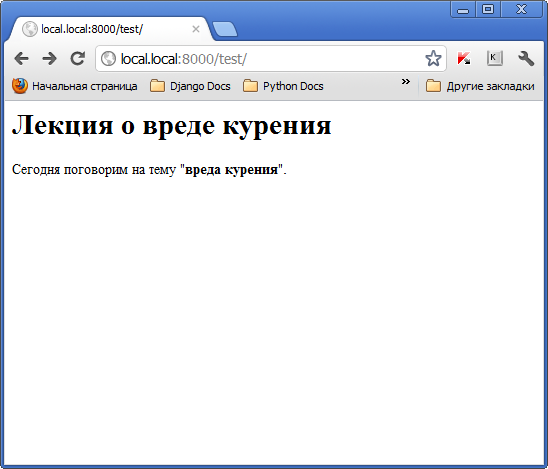 local.local:8000/test/
local.local:8000/test/
Начальная страница Django Docs Python Docs » Другие закладки
Лекция о вреде курения
Сегодня поговорим на тему "вреда курения".